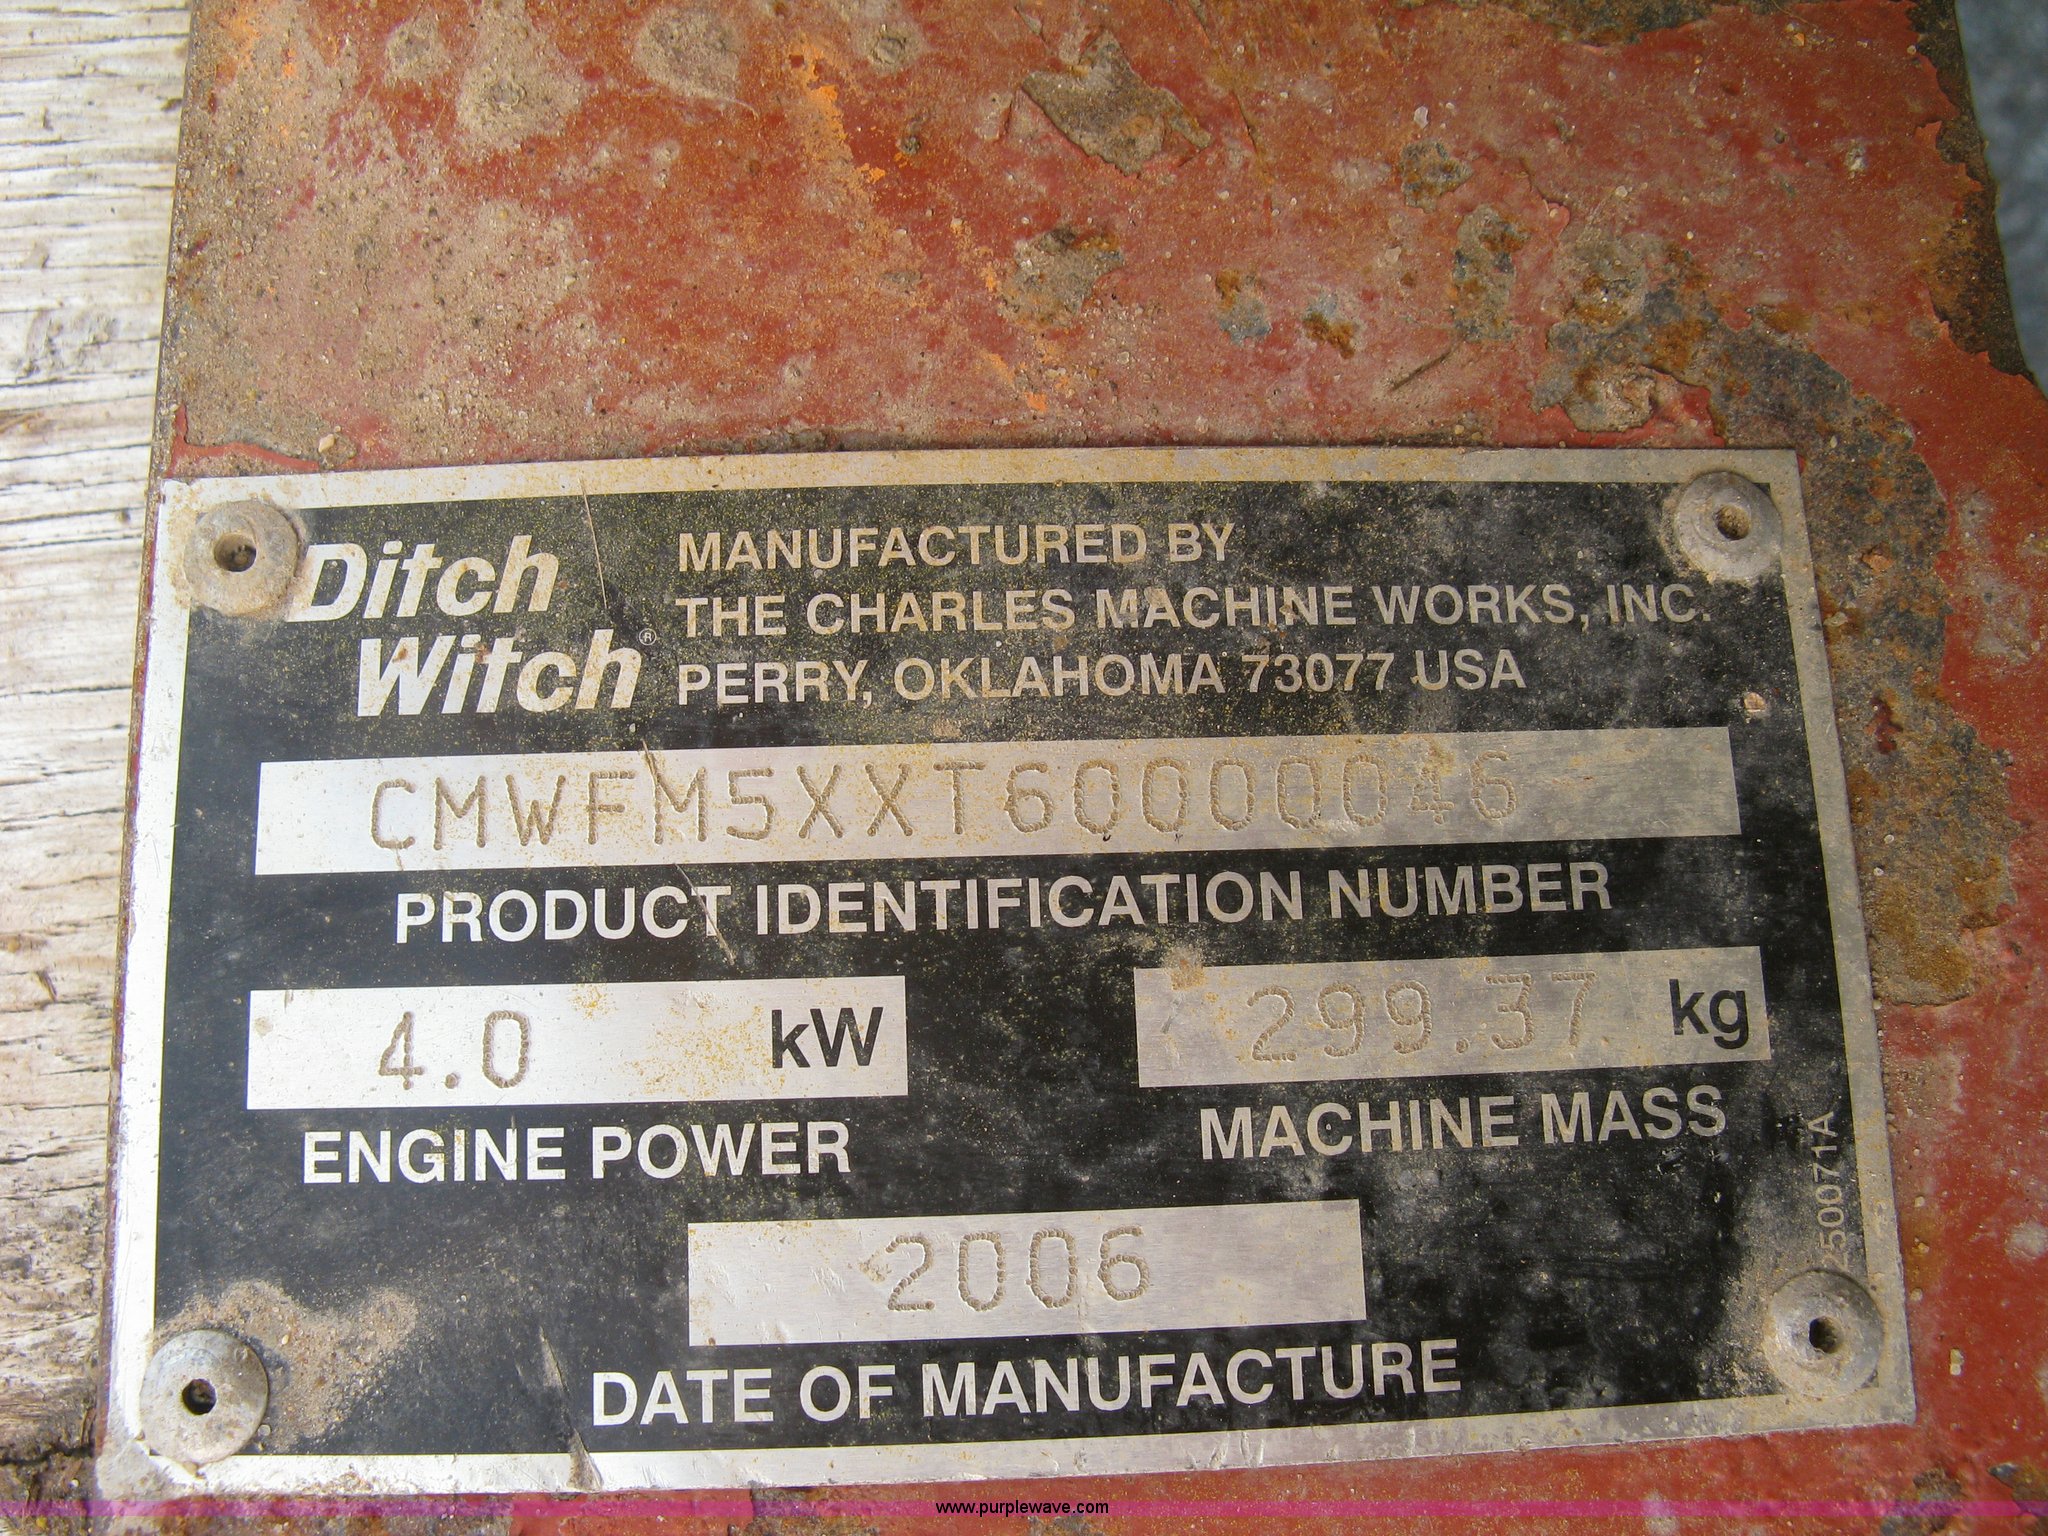 Ditch
Witch®
MANUFACTURED BY
THE CHARLES MACHINE WORKS, INC.
PERRY, OKLAHOMA 73077 USA
CMWFM5XXT60000046
PRODUCT IDENTIFICATION NUMBER
4.0 kW
ENGINE POWER
299.37 kg
MACHINE MASS
2006
DATE OF MANUFACTURE
250071A
www.purplewave.com